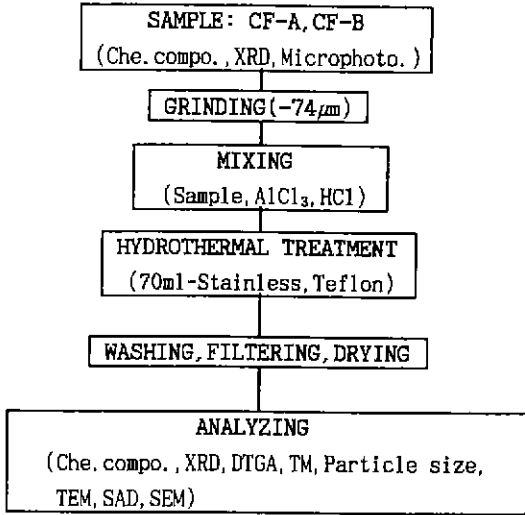 SAMPLE: CF-A, CF-B
(Che. compo., XRD, Microphoto.)
GRINDING(-74μm)
MIXING
(Sample, AlCl₃, HCl)
HYDROTHERMAL TREATMENT
(70ml-Stainless, Teflon)
WASHING, FILTERING, DRYING
ANALYZING
(Che. compo., XRD, DTGA, TM, Particle size,
TEM, SAD, SEM)